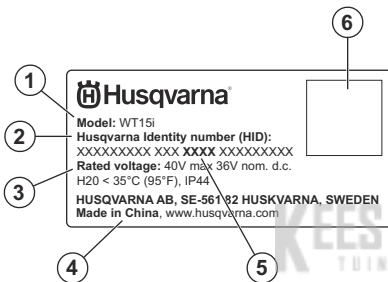 6
1
2
3
4
5
Husqvarna
Model: WT15i
Husqvarna Identity number (HID):
XXXXXXXXX XXX XXXX XXXXXXXXX
Rated voltage: 40V max 36V nom. d.c.
H20 < 35°C (95°F), IP44
HUSQVARNA AB, SE-561 82 HUSKVARNA, SWEDEN
Made in China, www.husqvarna.com
KEES
TUIN